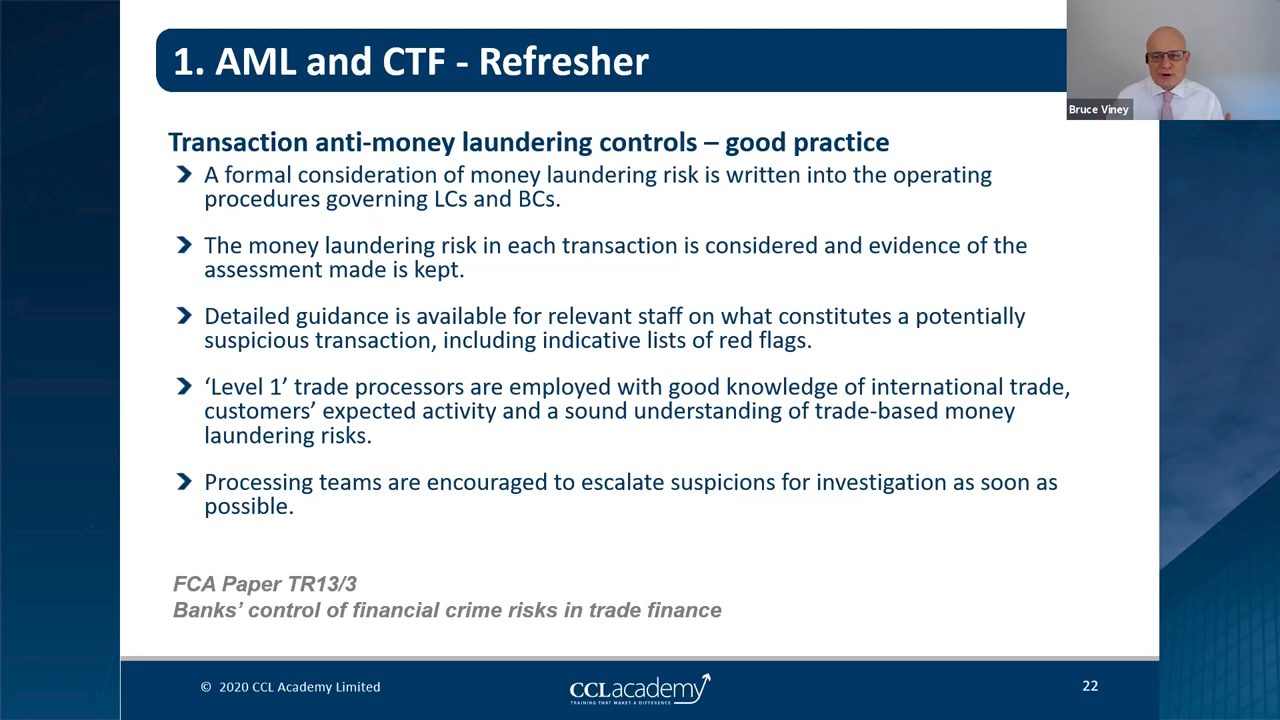 1. AML and CTF - Refresher
Bruce Viney
Transaction anti-money laundering controls – good practice
A formal consideration of money laundering risk is written into the operating
procedures governing LCs and BCs.
The money laundering risk in each transaction is considered and evidence of the
assessment made is kept.
Detailed guidance is available for relevant staff on what constitutes a potentially
suspicious transaction, including indicative lists of red flags.
‘Level 1’ trade processors are employed with good knowledge of international trade,
customers’ expected activity and a sound understanding of trade-based money
laundering risks.
Processing teams are encouraged to escalate suspicions for investigation as soon as
possible.
FCA Paper TR13/3
Banks’ control of financial crime risks in trade finance
© 2020 CCL Academy Limited
CCLacademy
TRAINING THAT MAKES A DIFFERENCE
22